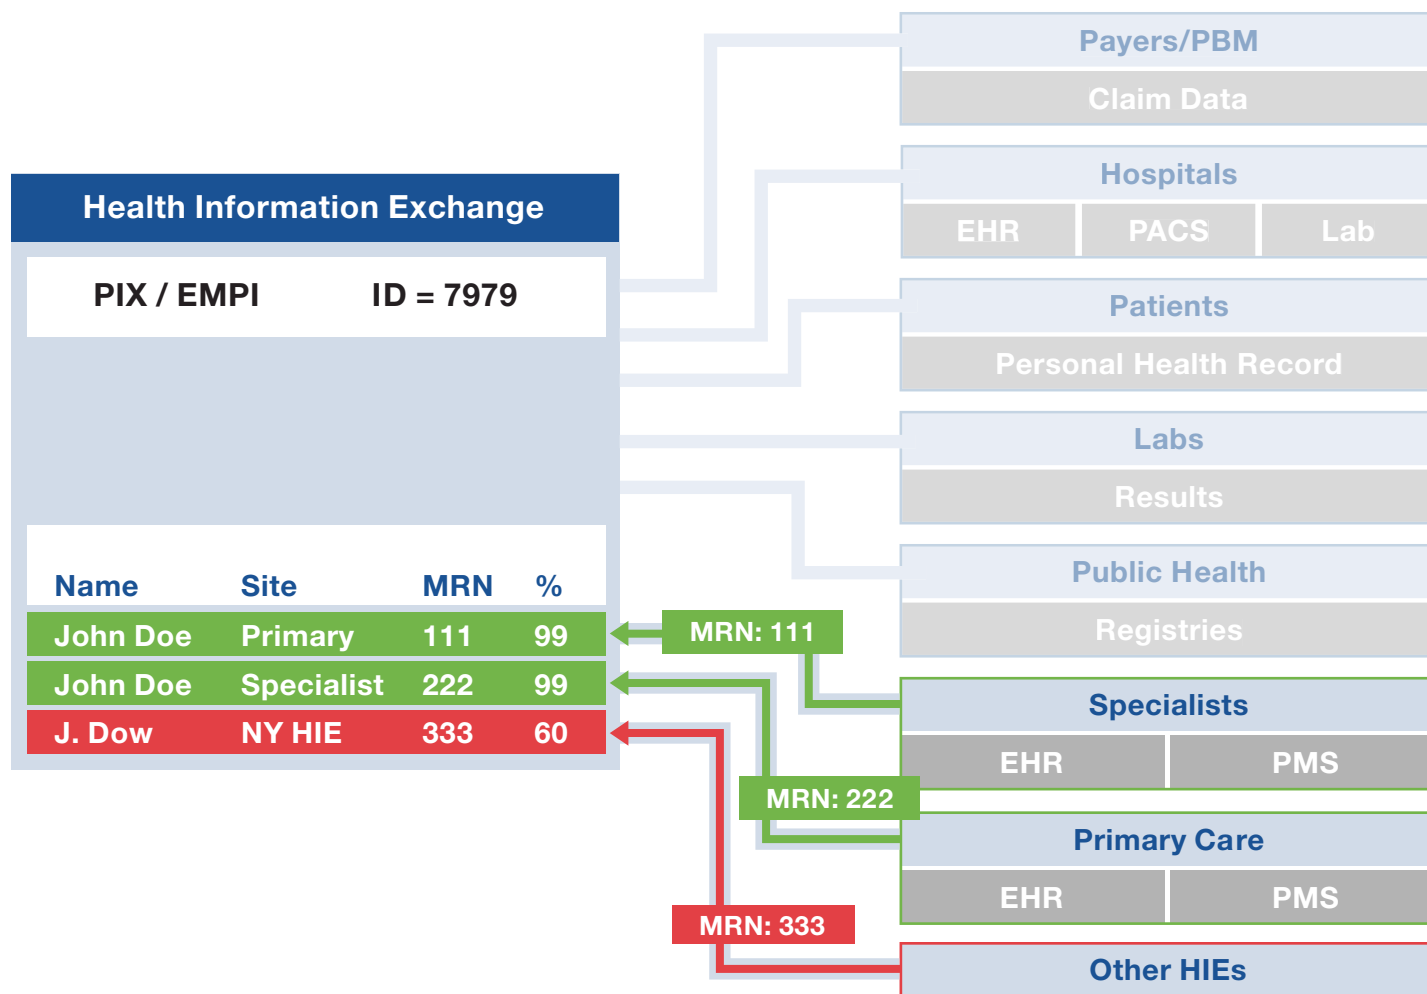 Payers/PBM
Claim Data
Hospitals
EHR PACS Lab
Patients
Personal Health Record
Labs
Results
Public Health
Registries
Specialists
EHR PMS
Primary Care
EHR PMS
Other HIEs
Health Information Exchange
PIX / EMPI ID = 7979
Name Site MRN %
John Doe Primary 111 99
John Doe Specialist 222 99
J. Dow NY HIE 333 60
MRN: 111
MRN: 222
MRN: 333